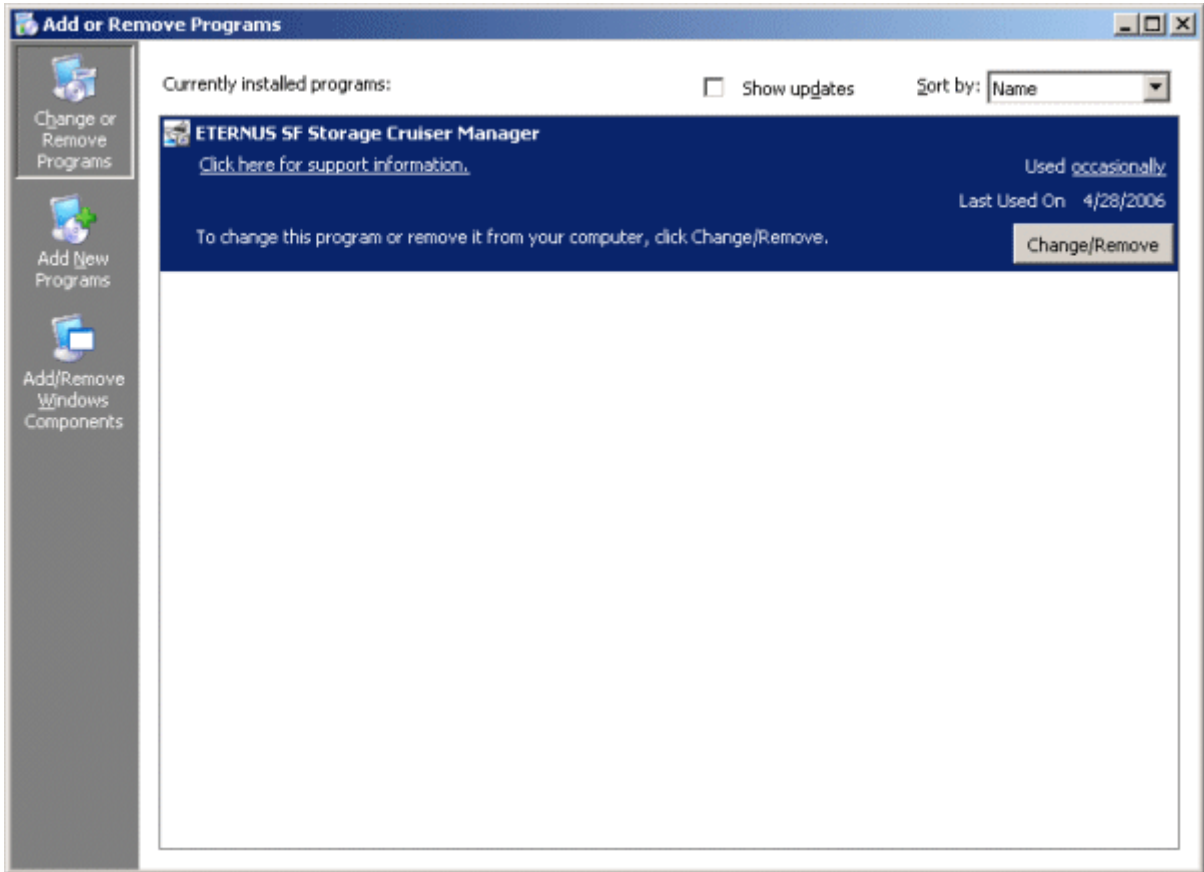 Add or Remove Programs
Change or
Remove
Programs
Add New
Programs
Add/Remove
Windows
Components
Currently installed programs:
Show updates
Sort by: Name
ETERNUS SF Storage Cruiser Manager
Click here for support information.
Used occasionally
Last Used On 4/28/2006
To change this program or remove it from your computer, click Change/Remove.
Change/Remove